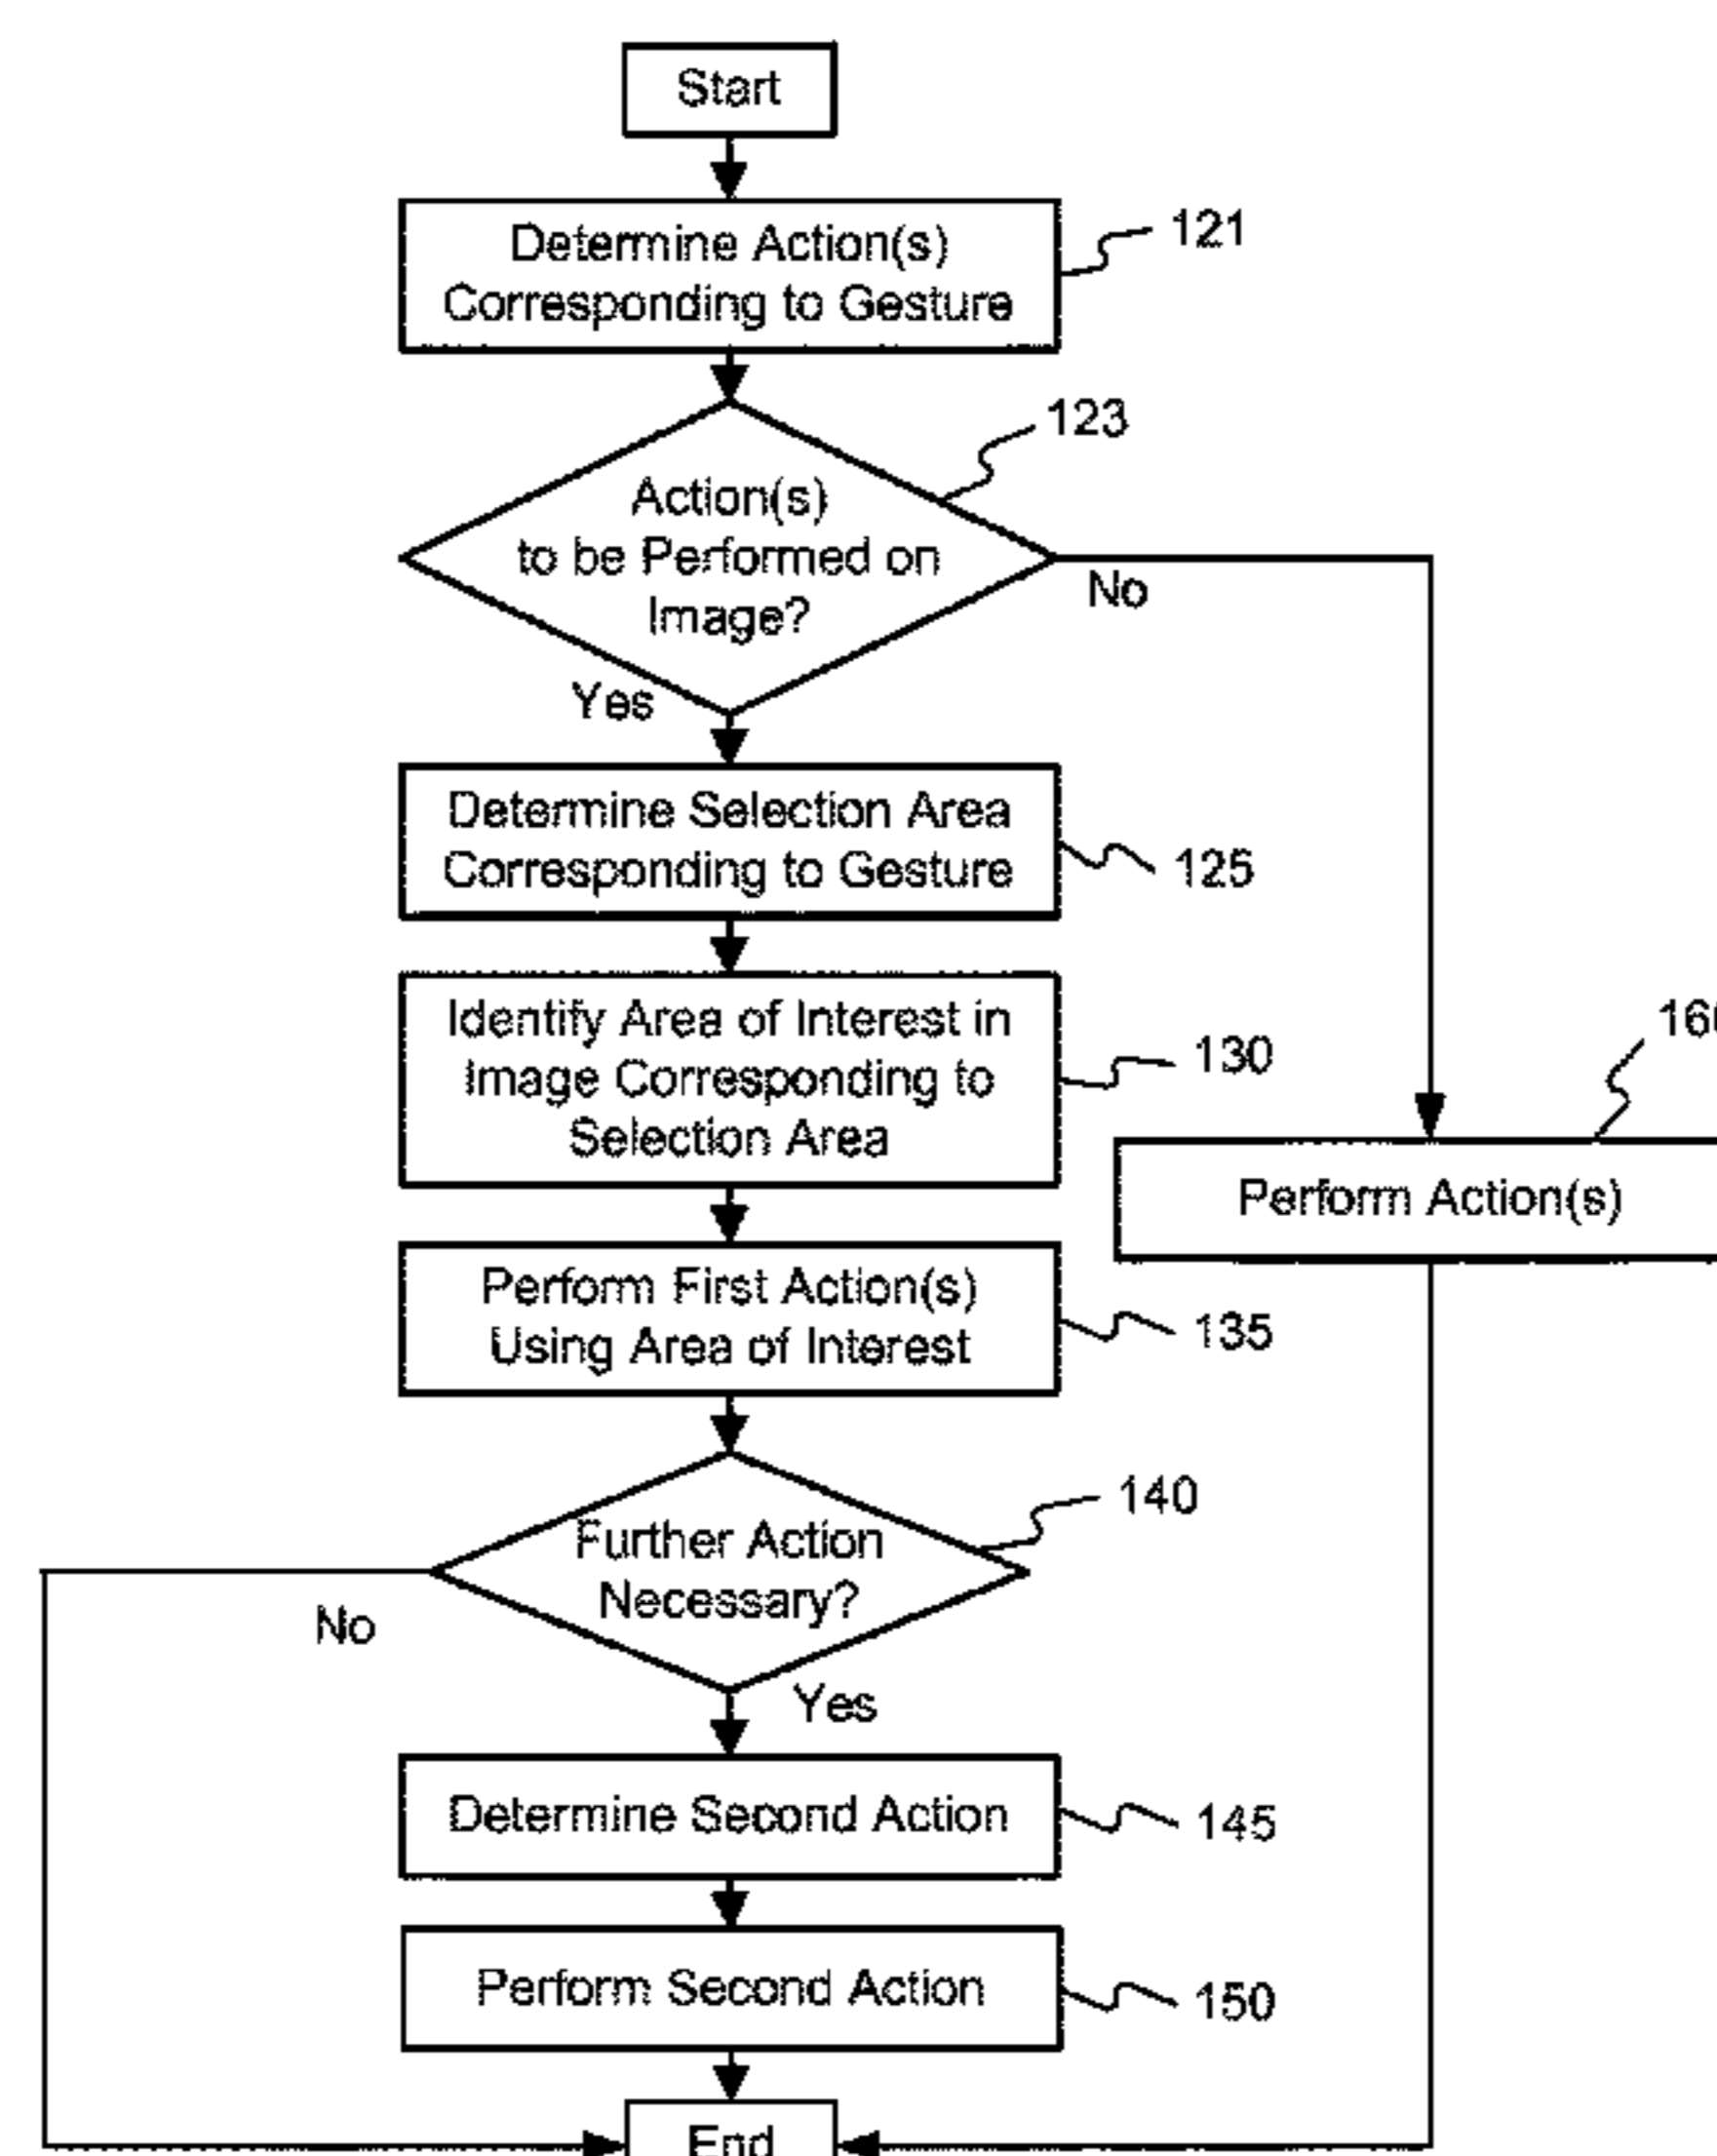 Start
Determine Action(s)
Corresponding to Gesture
121
123
Action(s)
to be Performed on
Image?
No
Yes
Determine Selection Area
Corresponding to Gesture
125
Identify Area of Interest in
Image Corresponding to
Selection Area
130
160
Perform Action(s)
Perform First Action(s)
Using Area of Interest
135
140
Further Action
Necessary?
No
Yes
Determine Second Action
145
Perform Second Action
150
End